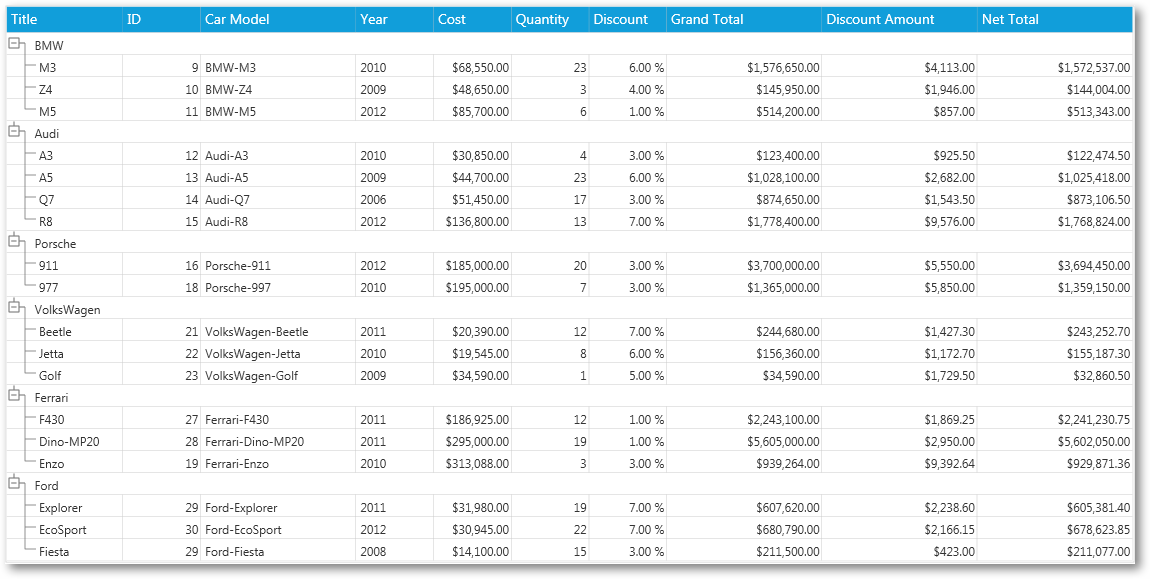 Title ID Car Model Year Cost Quantity Discount Grand Total Discount Amount Net Total
BMW
M3 9 BMW-M3 2010 $68,550.00 23 6.00 % $1,576,650.00 $4,113.00 $1,572,537.00
Z4 10 BMW-Z4 2009 $48,650.00 3 4.00 % $145,950.00 $1,946.00 $144,004.00
M5 11 BMW-M5 2012 $85,700.00 6 1.00 % $514,200.00 $857.00 $513,343.00
Audi
A3 12 Audi-A3 2010 $30,850.00 4 3.00 % $123,400.00 $925.50 $122,474.50
A5 13 Audi-A5 2009 $44,700.00 23 6.00 % $1,028,100.00 $2,682.00 $1,025,418.00
Q7 14 Audi-Q7 2006 $51,450.00 17 3.00 % $874,650.00 $1,543.50 $873,106.50
R8 15 Audi-R8 2012 $136,800.00 13 7.00 % $1,778,400.00 $9,576.00 $1,768,824.00
Porsche
911 16 Porsche-911 2012 $185,000.00 20 3.00 % $3,700,000.00 $5,550.00 $3,694,450.00
977 18 Porsche-997 2010 $195,000.00 7 3.00 % $1,365,000.00 $5,850.00 $1,359,150.00
VolksWagen
Beetle 21 VolksWagen-Beetle 2011 $20,390.00 12 7.00 % $244,680.00 $1,427.30 $243,252.70
Jetta 22 VolksWagen-Jetta 2010 $19,545.00 8 6.00 % $156,360.00 $1,172.70 $155,187.30
Golf 23 VolksWagen-Golf 2009 $34,590.00 1 5.00 % $34,590.00 $1,729.50 $32,860.50
Ferrari
F430 27 Ferrari-F430 2011 $186,925.00 12 1.00 % $2,243,100.00 $1,869.25 $2,241,230.75
Dino-MP20 28 Ferrari-Dino-MP20 2011 $295,000.00 19 1.00 % $5,605,000.00 $2,950.00 $5,602,050.00
Enzo 19 Ferrari-Enzo 2010 $313,088.00 3 3.00 % $939,264.00 $9,392.64 $929,871.36
Ford
Explorer 29 Ford-Explorer 2011 $31,980.00 19 7.00 % $607,620.00 $2,238.60 $605,381.40
EcoSport 30 Ford-EcoSport 2012 $30,945.00 22 7.00 % $680,790.00 $2,166.15 $678,623.85
Fiesta 29 Ford-Fiesta 2008 $14,100.00 15 3.00 % $211,500.00 $423.00 $211,077.00